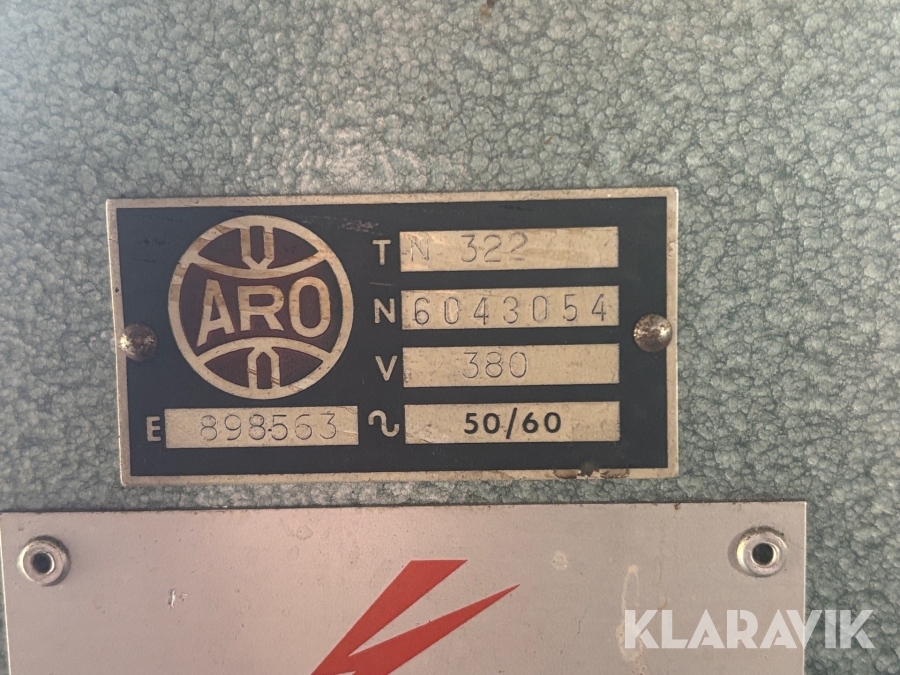 ARO
T N 322
N 6043054
V 380
E 898563
∿ 50/60
KLARAVIK